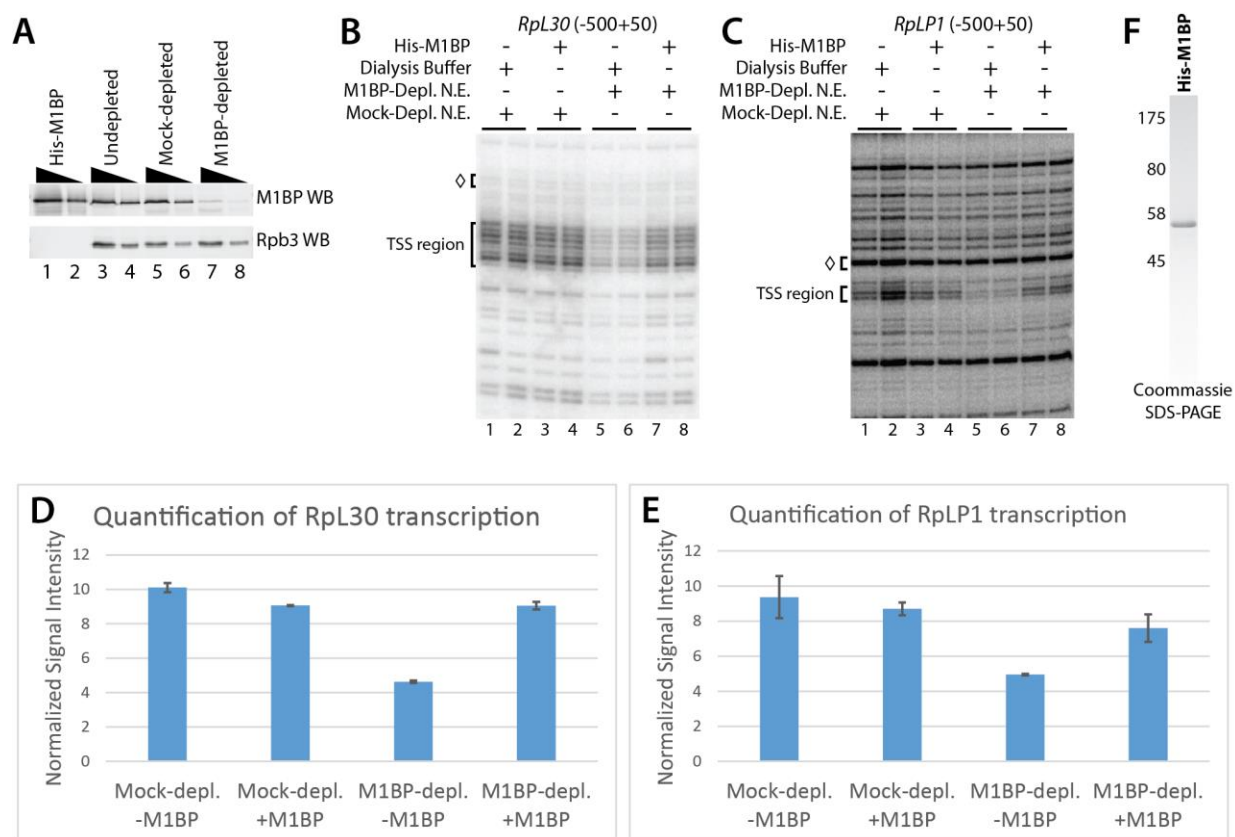 A
His-M1BP
Undepleted
Mock-depleted
M1BP-depleted
M1BP WB
Rpb3 WB
1 2 3 4 5 6 7 8
B
RpL30 (-500+50)
His-M1BP - + - +
Dialysis Buffer + - + -
M1BP-Depl. N.E. - - + +
Mock-Depl. N.E. + + - -
◊
TSS region
1 2 3 4 5 6 7 8
C
RpLP1 (-500+50)
His-M1BP - + - +
Dialysis Buffer + - + -
M1BP-Depl. N.E. - - + +
Mock-Depl. N.E. + + - -
◊
TSS region
1 2 3 4 5 6 7 8
F
His-M1BP
175
80
58
45
Coommassie
SDS-PAGE
D
Quantification of RpL30 transcription
Normalized Signal Intensity
12
10
8
6
4
2
0
Mock-depl. Mock-depl. M1BP-depl. M1BP-depl.
-M1BP +M1BP -M1BP +M1BP
E
Quantification of RpLP1 transcription
Normalized Signal Intensity
12
10
8
6
4
2
0
Mock-depl. Mock-depl. M1BP-depl. M1BP-depl.
-M1BP +M1BP -M1BP +M1BP